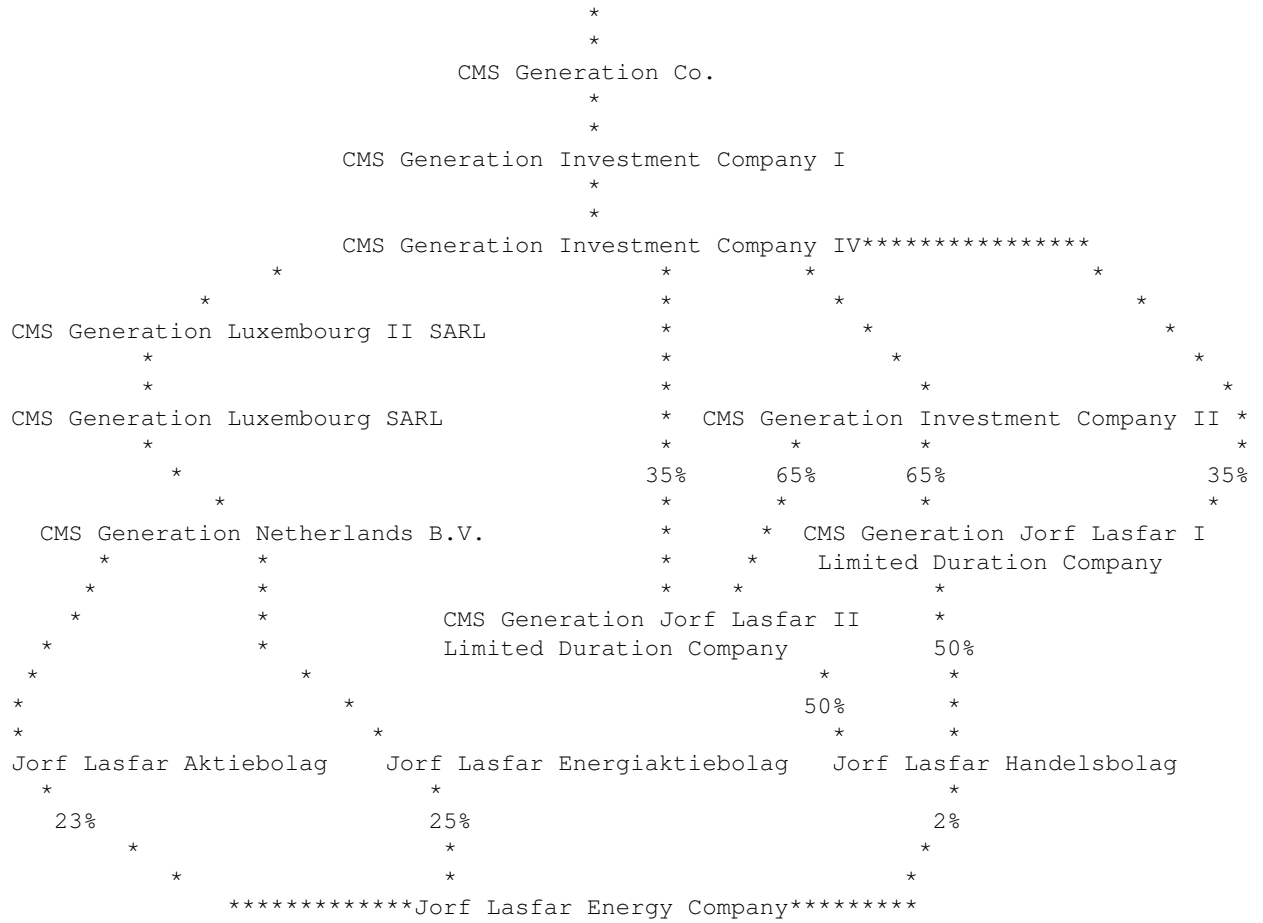 *
*
CMS Generation Co.
*
*
CMS Generation Investment Company I
*
*
CMS Generation Investment Company IV****************
* * * *
* * * *
CMS Generation Luxembourg II SARL * * *
* * * *
* * * *
CMS Generation Luxembourg SARL * CMS Generation Investment Company II *
* * * * *
* 35% 65% 65% 35%
* * * * *
CMS Generation Netherlands B.V. * * CMS Generation Jorf Lasfar I
* * * * Limited Duration Company
* * * * *
* * CMS Generation Jorf Lasfar II *
* * Limited Duration Company 50%
* * * *
* * 50% *
* * * *
Jorf Lasfar Aktiebolag Jorf Lasfar Energiaktiebolag Jorf Lasfar Handelsbolag
* * *
23% 25% 2%
* * *
* * *
*************Jorf Lasfar Energy Company*********